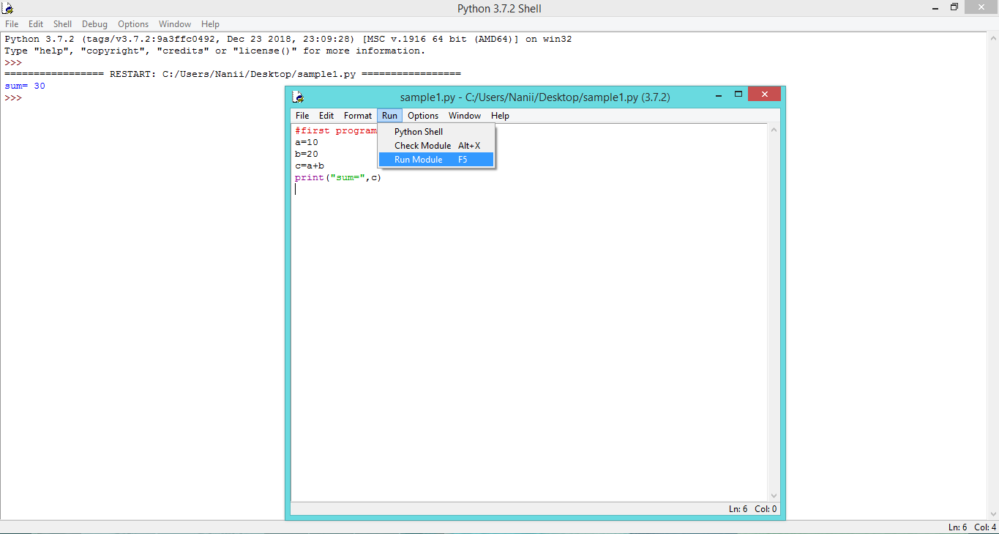 Python 3.7.2 Shell
File Edit Shell Debug Options Window Help
Python 3.7.2 (tags/v3.7.2:9a3ffc0492, Dec 23 2018, 23:09:28) [MSC v.1916 64 bit (AMD64)] on win32
Type "help", "copyright", "credits" or "license()" for more information.
>>>
================= RESTART: C:/Users/Nanii/Desktop/sample1.py =================
sum= 30
>>>
sample1.py - C:/Users/Nanii/Desktop/sample1.py (3.7.2)
File Edit Format Run Options Window Help
Python Shell
Check Module Alt+X
Run Module F5
#first program
a=10
b=20
c=a+b
print("sum=",c)
Ln: 6 Col: 0
Ln: 6 Col: 4